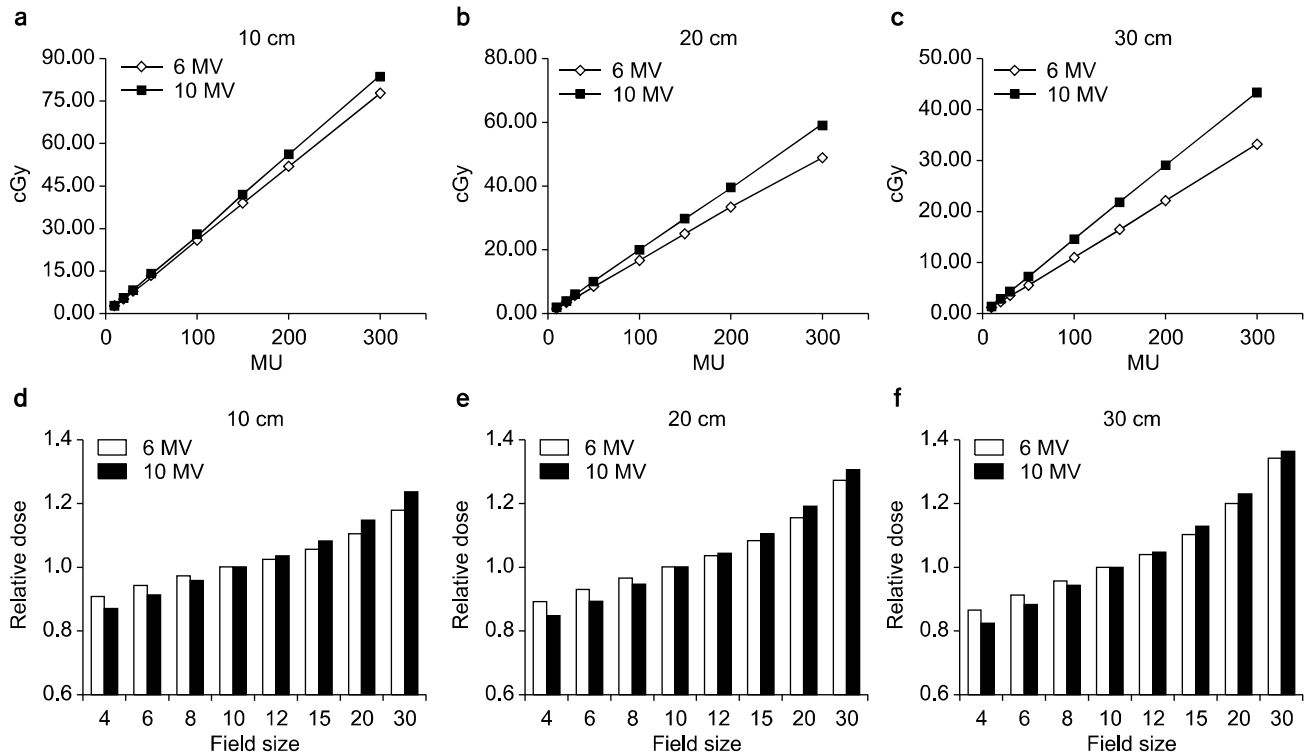 a
10 cm
90.00
75.00
60.00
45.00
30.00
15.00
0.00
cGy
6 MV
10 MV
0 100 200 300
MU
b
20 cm
80.00
60.00
40.00
20.00
0.00
cGy
6 MV
10 MV
0 100 200 300
MU
c
30 cm
50.00
40.00
30.00
20.00
10.00
0.00
cGy
6 MV
10 MV
0 100 200 300
MU
d
10 cm
1.4
1.2
1.0
0.8
0.6
Relative dose
6 MV
10 MV
4 6 8 10 12 15 20 30
Field size
e
20 cm
1.4
1.2
1.0
0.8
0.6
Relative dose
6 MV
10 MV
4 6 8 10 12 15 20 30
Field size
f
30 cm
1.4
1.2
1.0
0.8
0.6
Relative dose
6 MV
10 MV
4 6 8 10 12 15 20 30
Field size